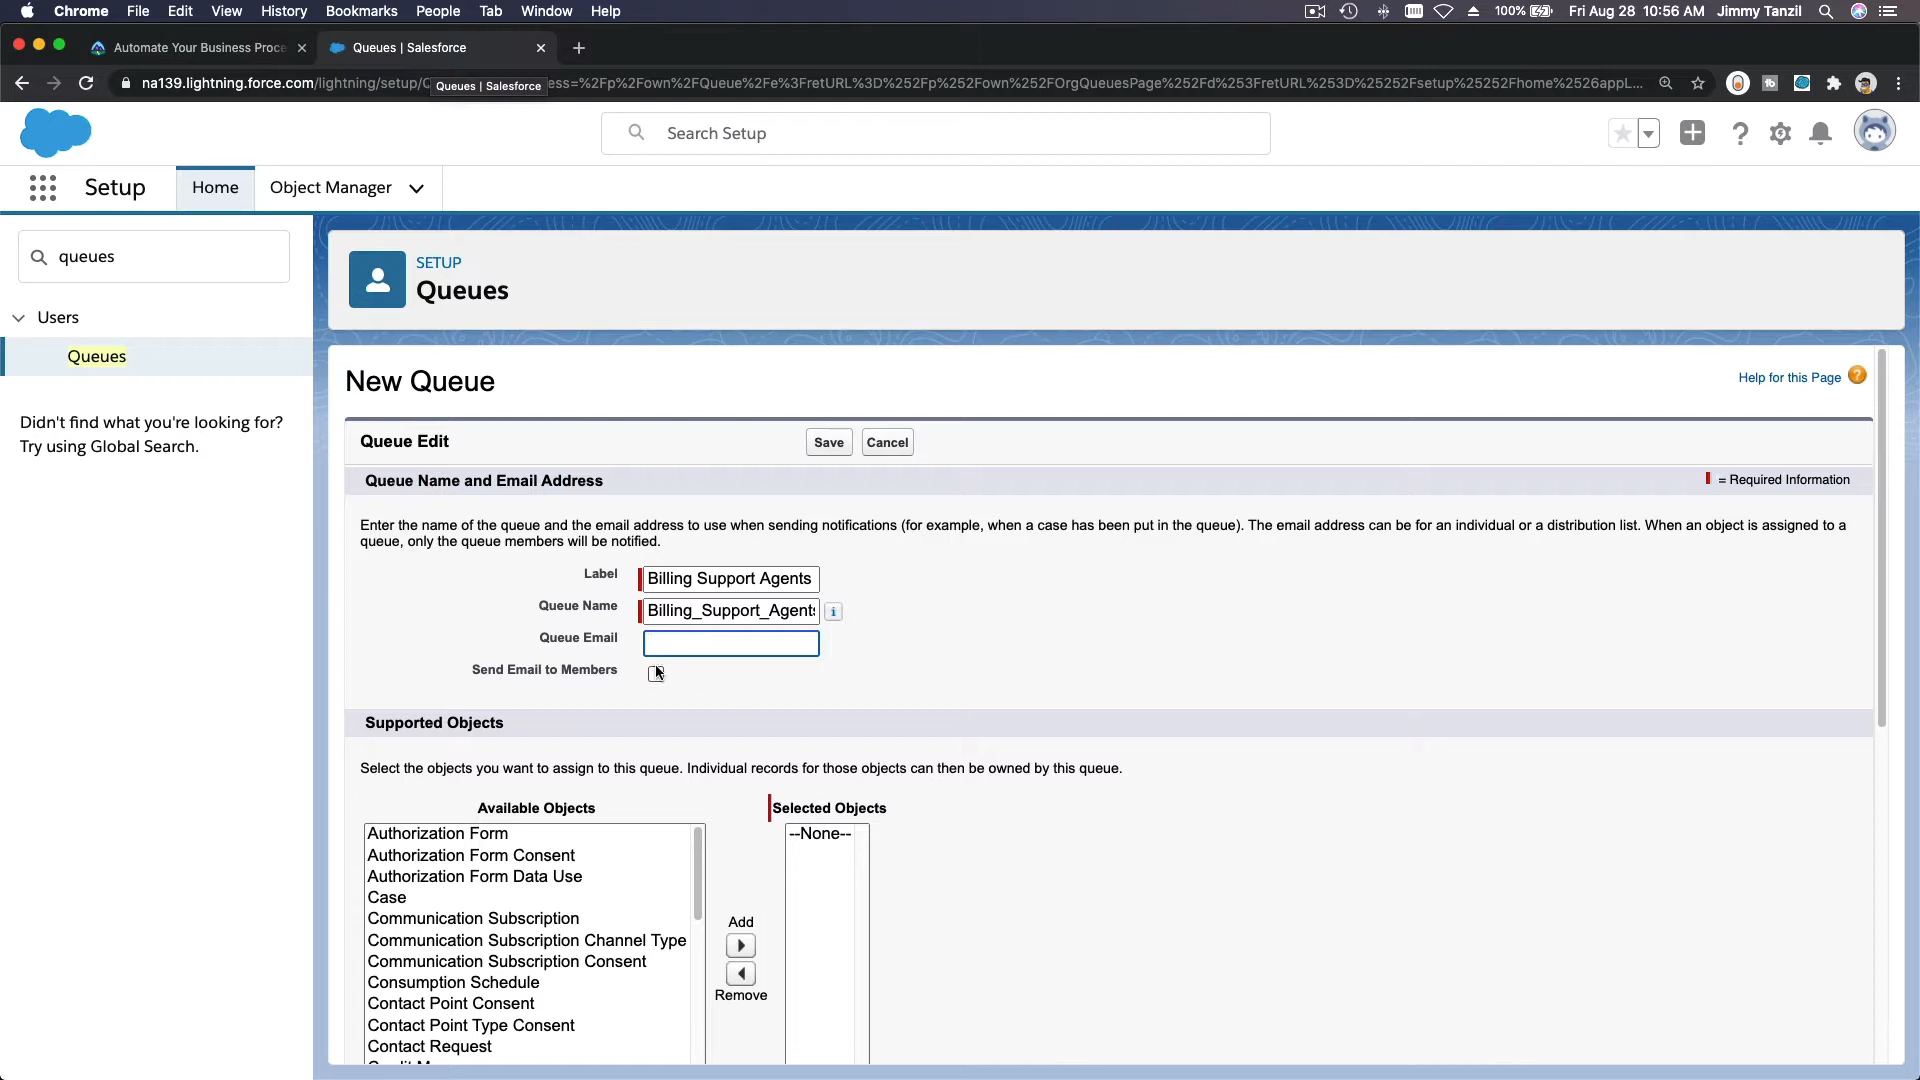 Chrome File Edit View History Bookmarks People Tab Window Help 100% Fri Aug 28 10:56 AM Jimmy Tanzil
Automate Your Business Proce Queues | Salesforce
na139.lightning.force.com/lightning/setup/ ess=%2Fp%2Fown%2FQueue%2Fe%3FretURL%3D%252Fp%252Fown%252FOrgQueuesPage%252Fd%253FretURL%253D%25252Fsetup%25252Fhome%2526appL...
Queues | Salesforce
Search Setup
Setup Home Object Manager
queues
Users
Queues
Didn't find what you're looking for?
Try using Global Search.
SETUP
Queues
New Queue
Help for this Page
Queue Edit Save Cancel
Queue Name and Email Address = Required Information
Enter the name of the queue and the email address to use when sending notifications (for example, when a case has been put in the queue). The email address can be for an individual or a distribution list. When an object is assigned to a
queue, only the queue members will be notified.
Label Billing Support Agents
Queue Name Billing_Support_Agents
Queue Email
Send Email to Members
Supported Objects
Select the objects you want to assign to this queue. Individual records for those objects can then be owned by this queue.
Available Objects Selected Objects
Authorization Form
Authorization Form Consent
Authorization Form Data Use
Case
Communication Subscription
Communication Subscription Channel Type
Communication Subscription Consent
Consumption Schedule
Contact Point Consent
Contact Point Type Consent
Contact Request
Add
Remove
--None--